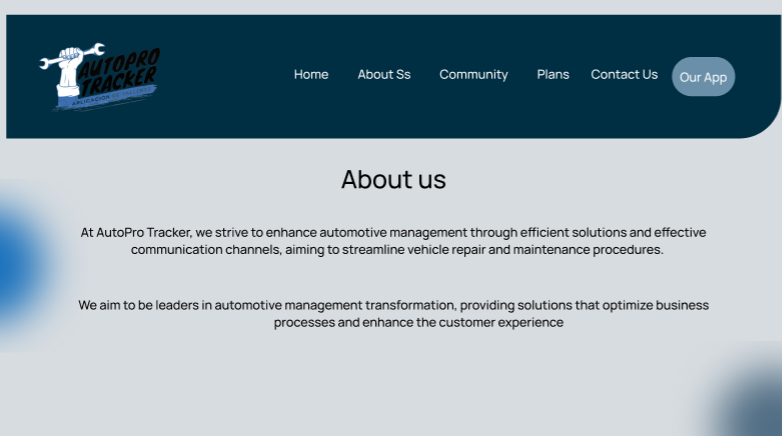 AUTOPRO
TRACKER
Home About Ss Community Plans Contact Us Our App
About us
At AutoPro Tracker, we strive to enhance automotive management through efficient solutions and effective
communication channels, aiming to streamline vehicle repair and maintenance procedures.
We aim to be leaders in automotive management transformation, providing solutions that optimize business
processes and enhance the customer experience